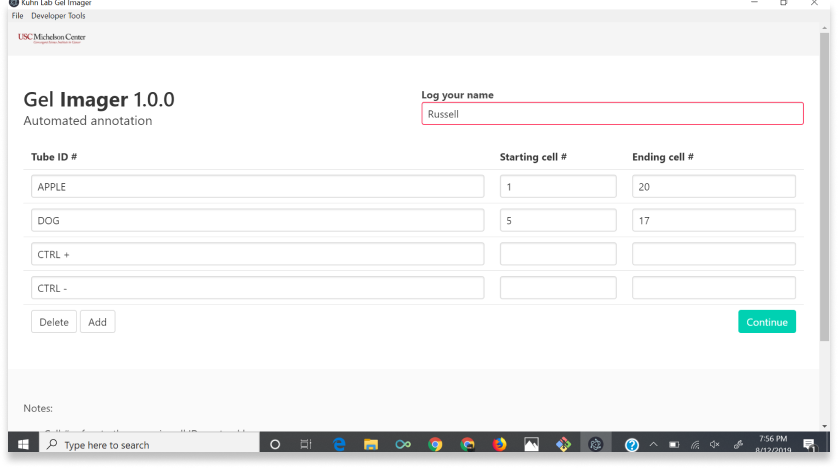 Kuhn Lab Gel Imager
File Developer Tools
USC Michelson Center
Gel Imager 1.0.0
Automated annotation
Log your name
Russell
Tube ID # Starting cell # Ending cell #
APPLE 1 20
DOG 5 17
CTRL +
CTRL -
Delete Add Continue
Notes:
Type here to search
7:56 PM
8/12/2019